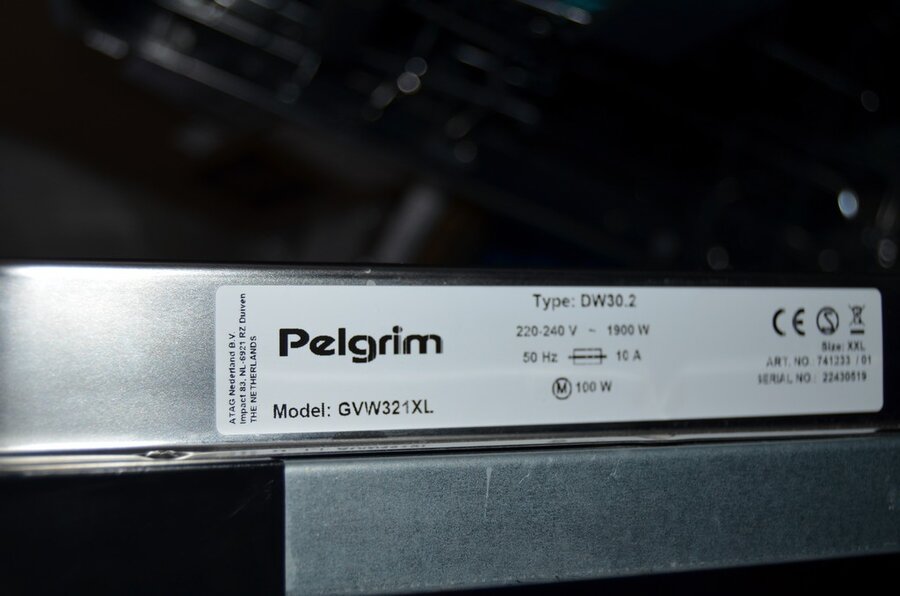 ATAG Nederland B.V.
Impact 83, NL-6921 RZ Duiven
THE NETHERLANDS
Pelgrim
Model: GVW321XL
Type: DW30.2
220-240 V ~ 1900 W
50 Hz 10 A
M 100 W
CE
Size: XXL
ART. NO.: 741233 / 01
SERIAL NO.: 22430519